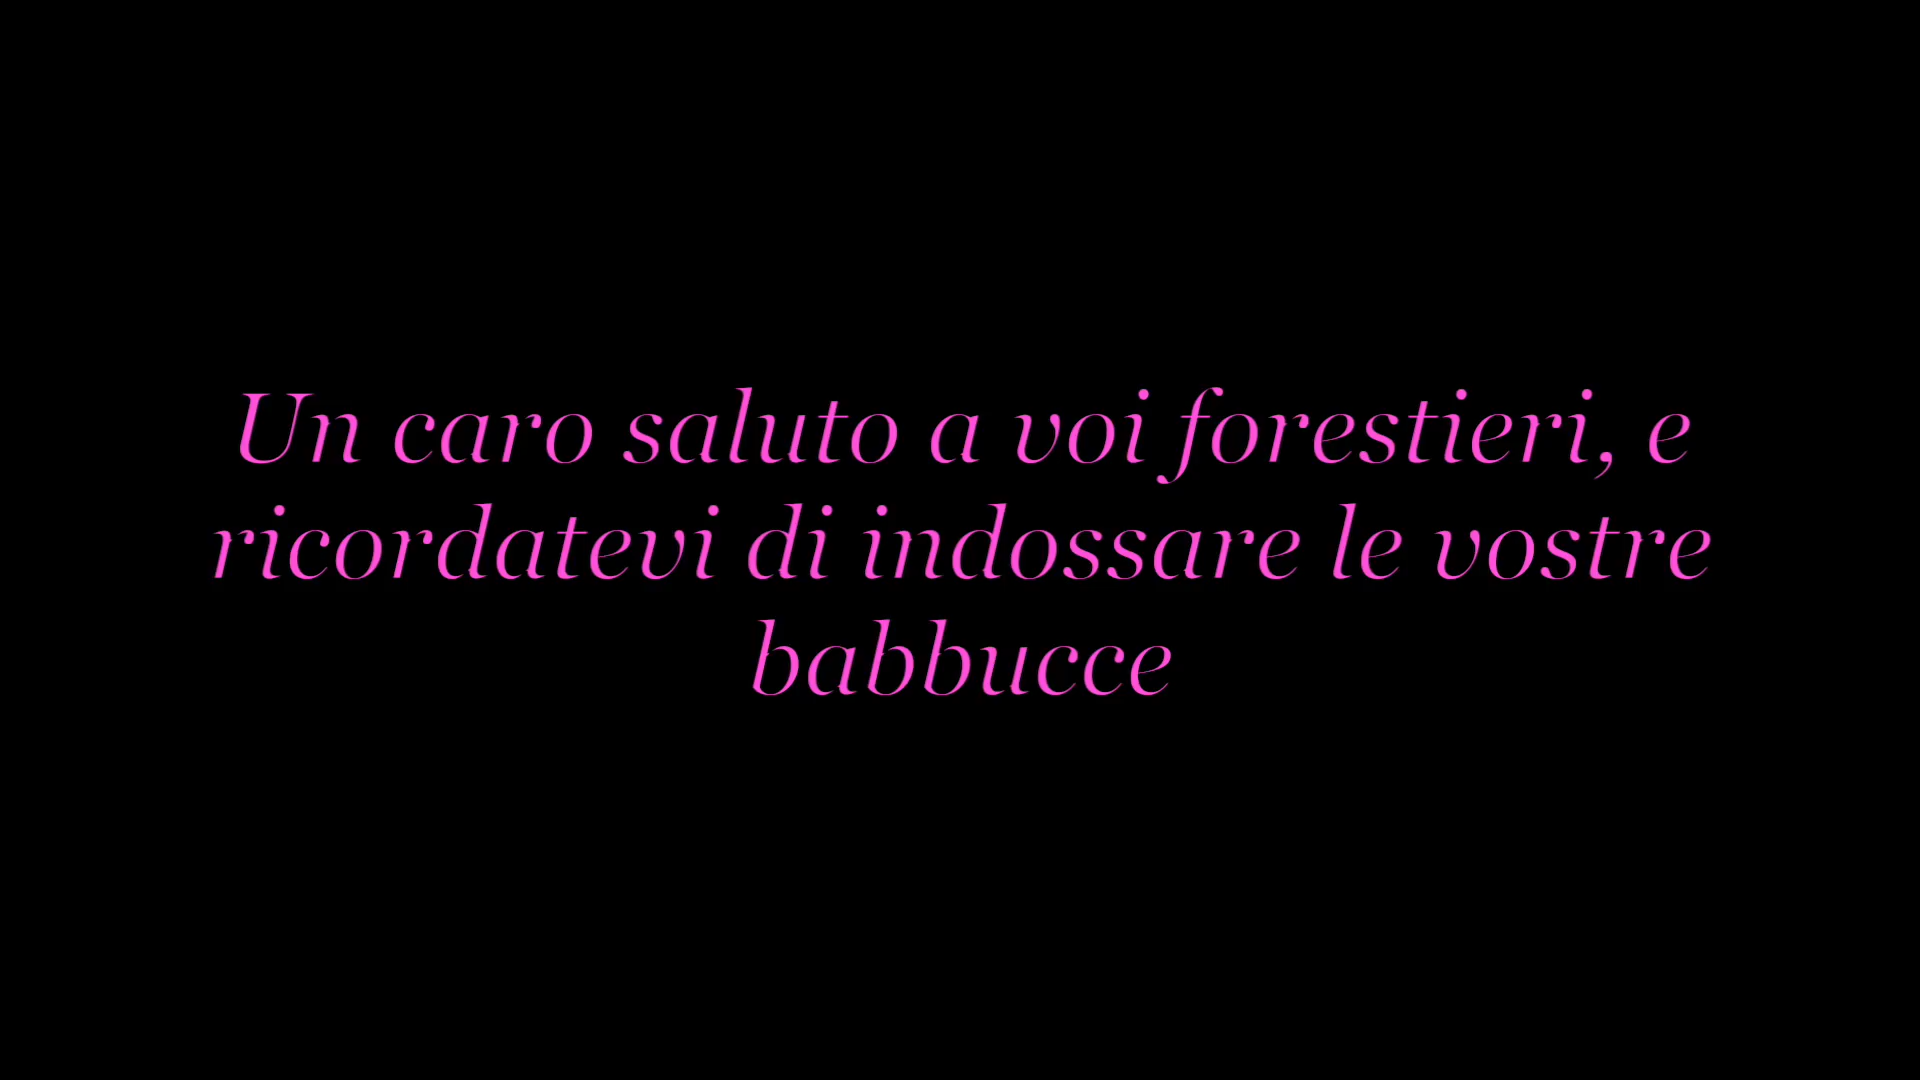 Un caro saluto a voi forestieri, e
ricordatevi di indossare le vostre
babbucce